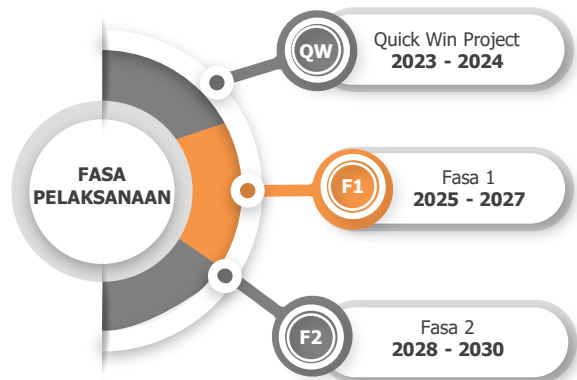 QW
Quick Win Project
2023 - 2024
FASA
PELAKSANAAN
F1
Fasa 1
2025 - 2027
F2
Fasa 2
2028 - 2030